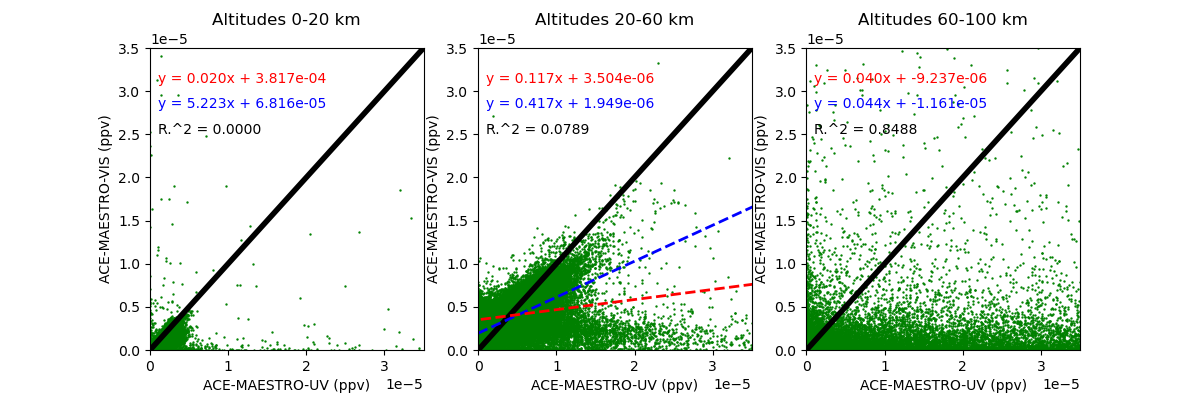 Altitudes 0-20 km
1e−5
3.5
3.0
2.5
2.0
1.5
1.0
0.5
0.0
ACE-MAESTRO-VIS (ppv)
y = 0.020x + 3.817e-04
y = 5.223x + 6.816e-05
R.^2 = 0.0000
0 1 2 3
ACE-MAESTRO-UV (ppv)
1e−5
Altitudes 20-60 km
1e−5
3.5
3.0
2.5
2.0
1.5
1.0
0.5
0.0
ACE-MAESTRO-VIS (ppv)
y = 0.117x + 3.504e-06
y = 0.417x + 1.949e-06
R.^2 = 0.0789
0 1 2 3
ACE-MAESTRO-UV (ppv)
1e−5
Altitudes 60-100 km
1e−5
3.5
3.0
2.5
2.0
1.5
1.0
0.5
0.0
ACE-MAESTRO-VIS (ppv)
y = 0.040x + -9.237e-06
y = 0.044x + -1.161e-05
R.^2 = 0.8488
0 1 2 3
ACE-MAESTRO-UV (ppv)
1e−5